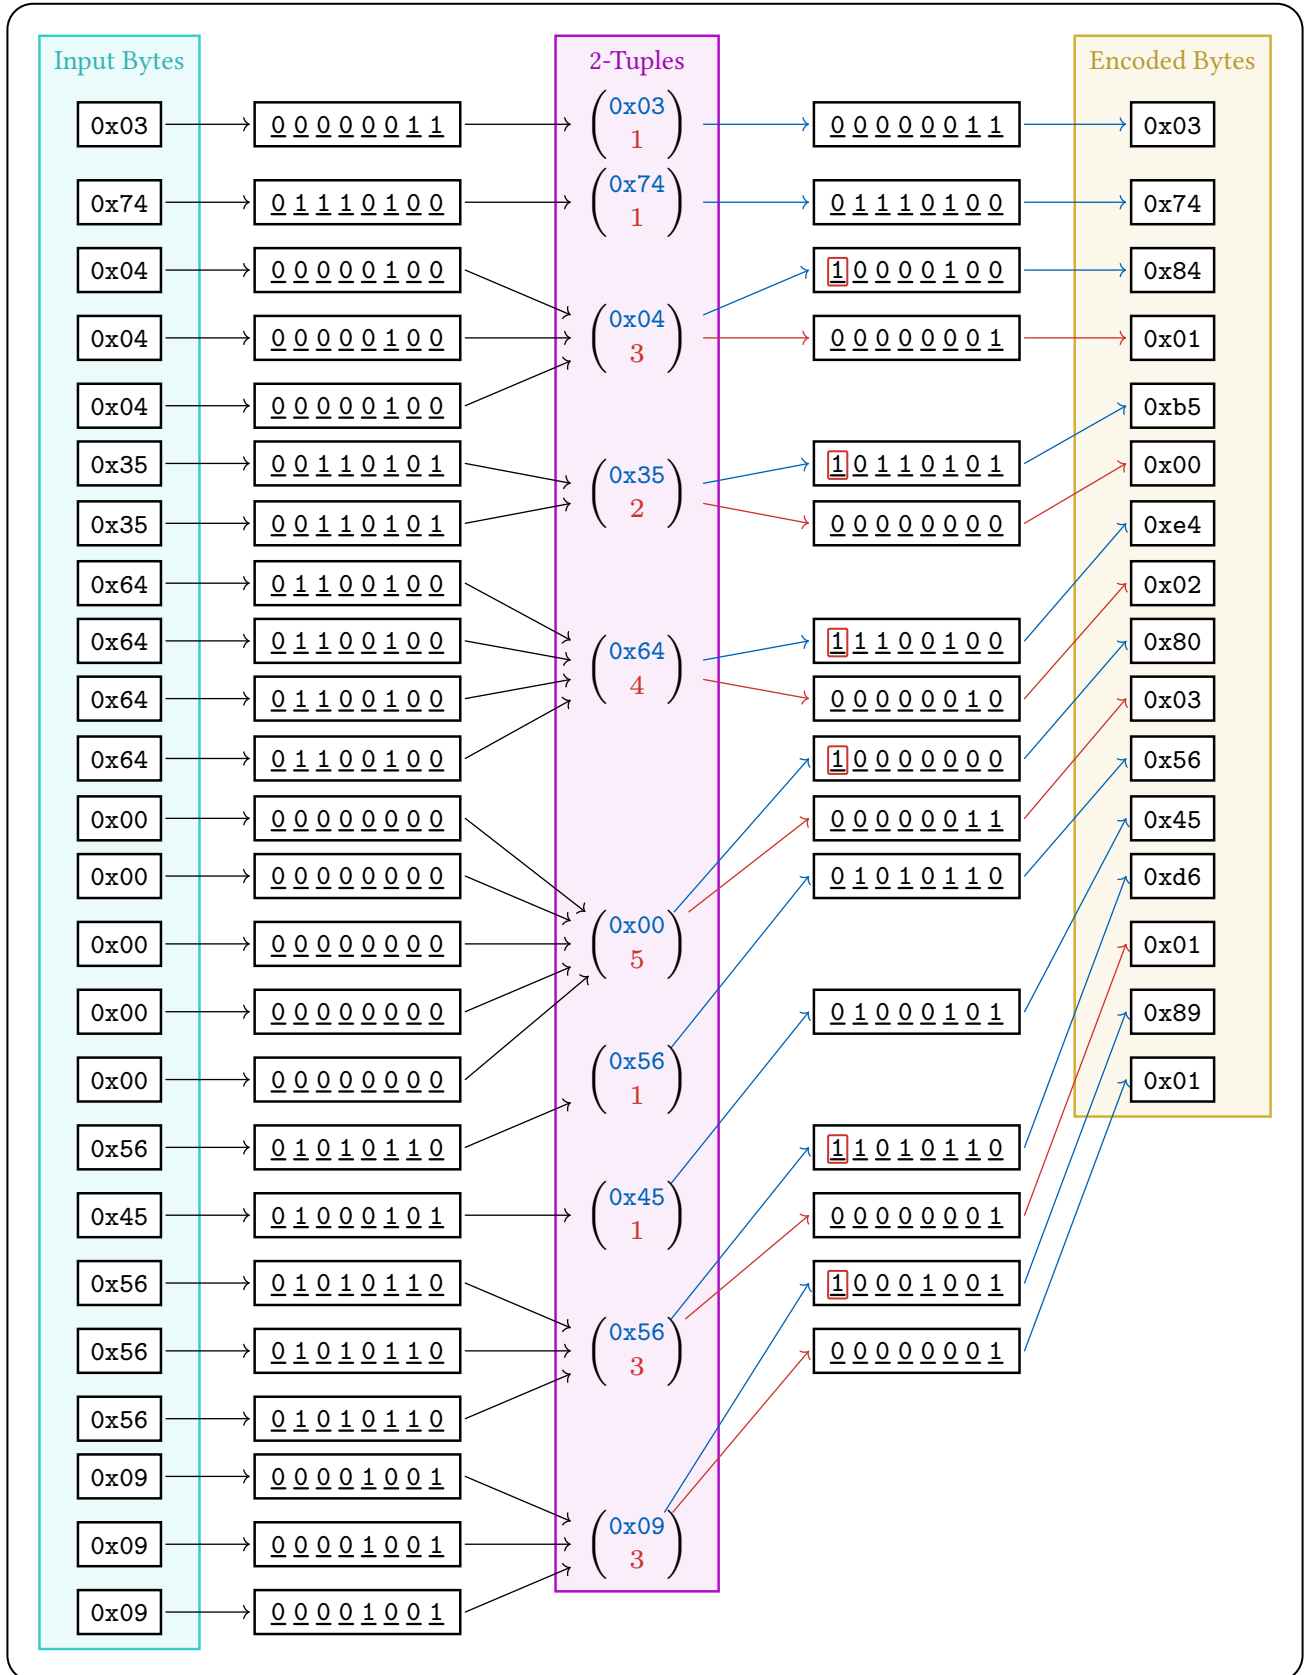 Input Bytes 2-Tuples Encoded Bytes
0x03 0 0 0 0 0 0 1 1 0x03 1 0 0 0 0 0 0 1 1 0x03
0x74 0 1 1 1 0 1 0 0 0x74 1 0 1 1 1 0 1 0 0 0x74
0x04 0 0 0 0 0 1 0 0 1 0 0 0 0 1 0 0 0x84
0x04 0 0 0 0 0 1 0 0 0x04 3 0 0 0 0 0 0 0 1 0x01
0x04 0 0 0 0 0 1 0 0 0xb5
0x35 0 0 1 1 0 1 0 1 0x35 1 0 1 1 0 1 0 1 0x00
0x35 0 0 1 1 0 1 0 1 2 0 0 0 0 0 0 0 0 0xe4
0x64 0 1 1 0 0 1 0 0 0x02
0x64 0 1 1 0 0 1 0 0 0x64 1 1 1 0 0 1 0 0 0x80
0x64 0 1 1 0 0 1 0 0 4 0 0 0 0 0 0 1 0 0x03
0x64 0 1 1 0 0 1 0 0 1 0 0 0 0 0 0 0 0x56
0x00 0 0 0 0 0 0 0 0 0 0 0 0 0 0 1 1 0x45
0x00 0 0 0 0 0 0 0 0 0 1 0 1 0 1 1 0 0xd6
0x00 0 0 0 0 0 0 0 0 0x00 5 0x01
0x00 0 0 0 0 0 0 0 0 0 1 0 0 0 1 0 1 0x89
0x00 0 0 0 0 0 0 0 0 0x56 1 0x01
0x56 0 1 0 1 0 1 1 0 1 1 0 1 0 1 1 0
0x45 0 1 0 0 0 1 0 1 0x45 1 0 0 0 0 0 0 0 1
0x56 0 1 0 1 0 1 1 0 1 0 0 0 1 0 0 1
0x56 0 1 0 1 0 1 1 0 0x56 3 0 0 0 0 0 0 0 1
0x56 0 1 0 1 0 1 1 0
0x09 0 0 0 0 1 0 0 1
0x09 0 0 0 0 1 0 0 1 0x09 3
0x09 0 0 0 0 1 0 0 1